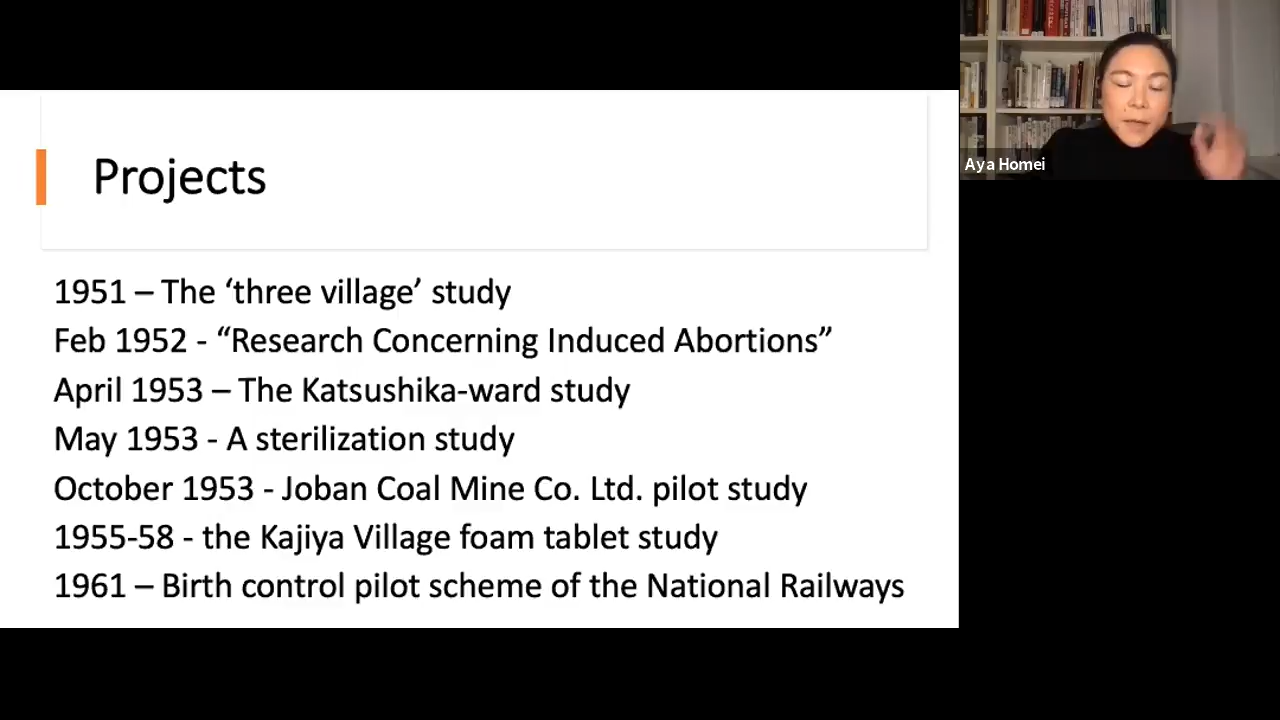 Projects
1951 – The ‘three village’ study
Feb 1952 - “Research Concerning Induced Abortions”
April 1953 – The Katsushika-ward study
May 1953 - A sterilization study
October 1953 - Joban Coal Mine Co. Ltd. pilot study
1955-58 - the Kajiya Village foam tablet study
1961 – Birth control pilot scheme of the National Railways
Aya Homei